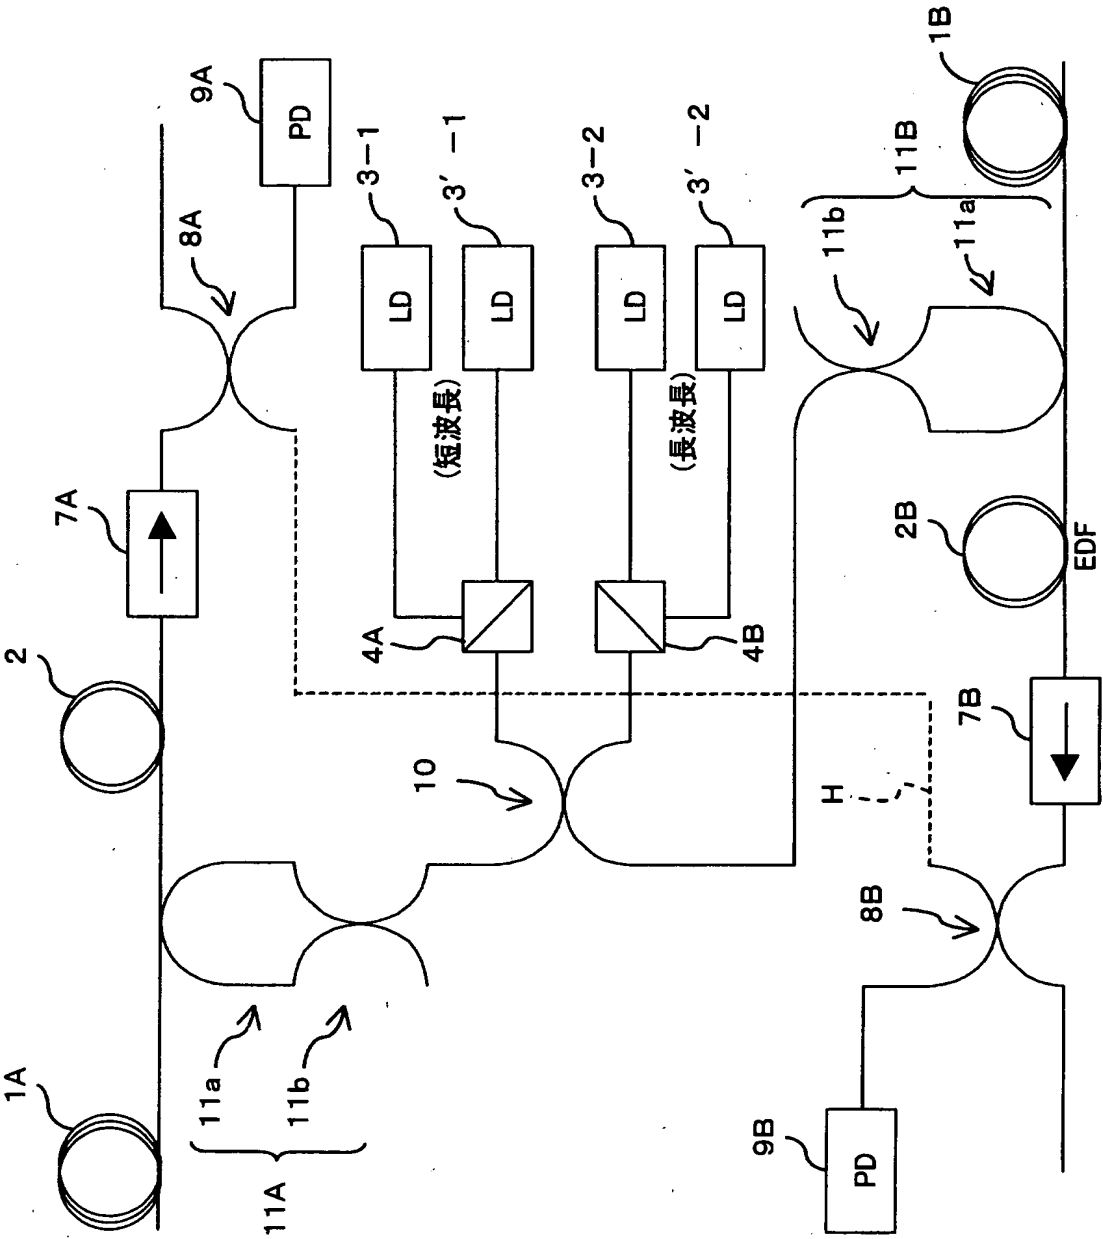 1A
2
7A
8A
9A
PD
11a
11b
11A
10
4A
4B
LD
3-1
(短波長)
LD
3′-1
LD
3-2
(長波長)
LD
3′-2
H
9B
PD
8B
7B
2B
EDF
11b
11a
11B
1B